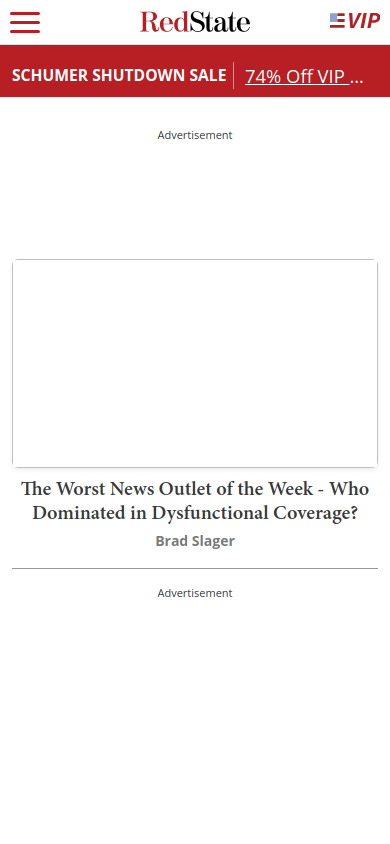 RedState
VIP
SCHUMER SHUTDOWN SALE
74% Off VIP ...
Advertisement
The Worst News Outlet of the Week - Who
Dominated in Dysfunctional Coverage?
Brad Slager
Advertisement